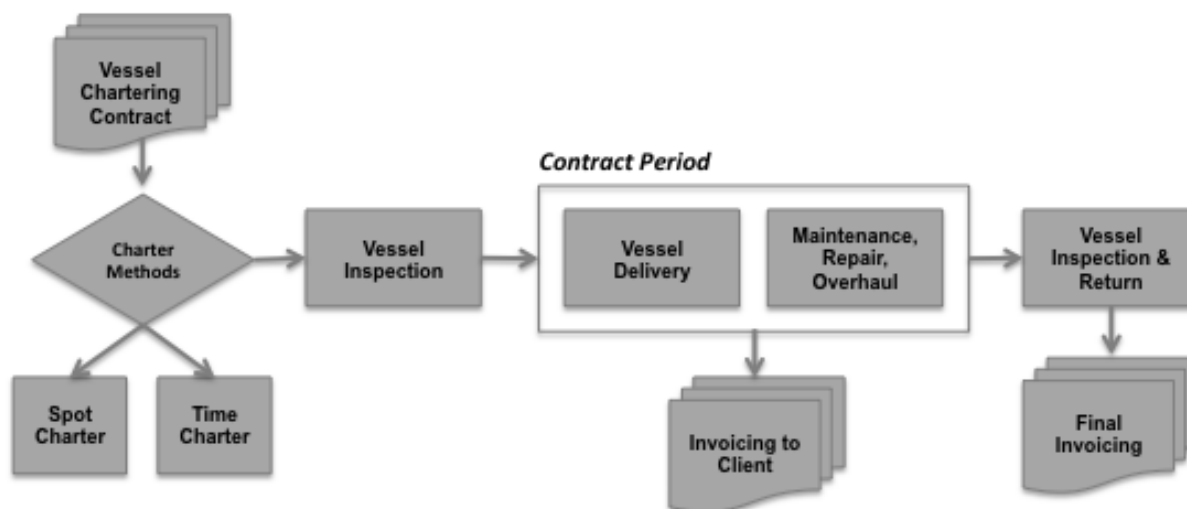 Vessel
Chartering
Contract
Contract Period
Charter
Methods
Vessel
Inspection
Vessel
Delivery
Maintenance,
Repair,
Overhaul
Vessel
Inspection &
Return
Spot
Charter
Time
Charter
Invoicing to
Client
Final
Invoicing